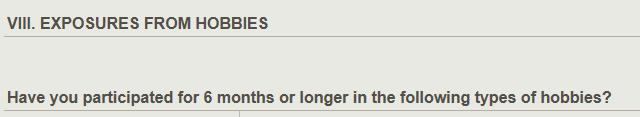 VIII. EXPOSURES FROM HOBBIES
Have you participated for 6 months or longer in the following types of hobbies?